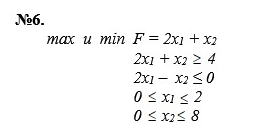 №6.
max и min F = 2x1 + x2
2x1 + x2 ≥ 4
2x1 – x2 ≤ 0
0 ≤ x1 ≤ 2
0 ≤ x2 ≤ 8